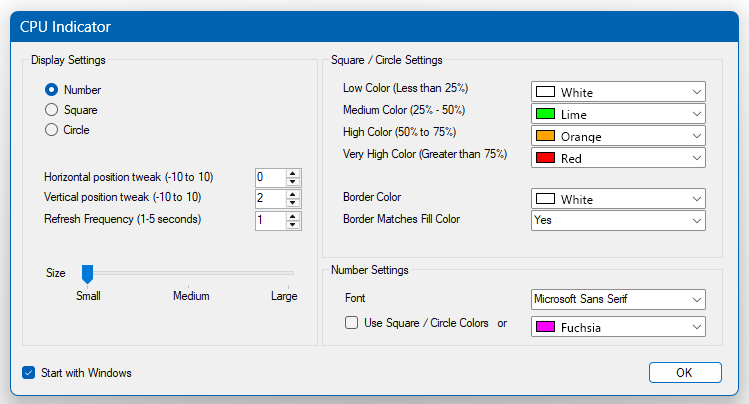 CPU Indicator
Display Settings
Number
Square
Circle
Horizontal position tweak (-10 to 10) 0
Vertical position tweak (-10 to 10) 2
Refresh Frequency (1-5 seconds) 1
Size
Small Medium Large
Square / Circle Settings
Low Color (Less than 25%) White
Medium Color (25% - 50%) Lime
High Color (50% to 75%) Orange
Very High Color (Greater than 75%) Red
Border Color White
Border Matches Fill Color Yes
Number Settings
Font Microsoft Sans Serif
Use Square / Circle Colors or Fuchsia
Start with Windows
OK